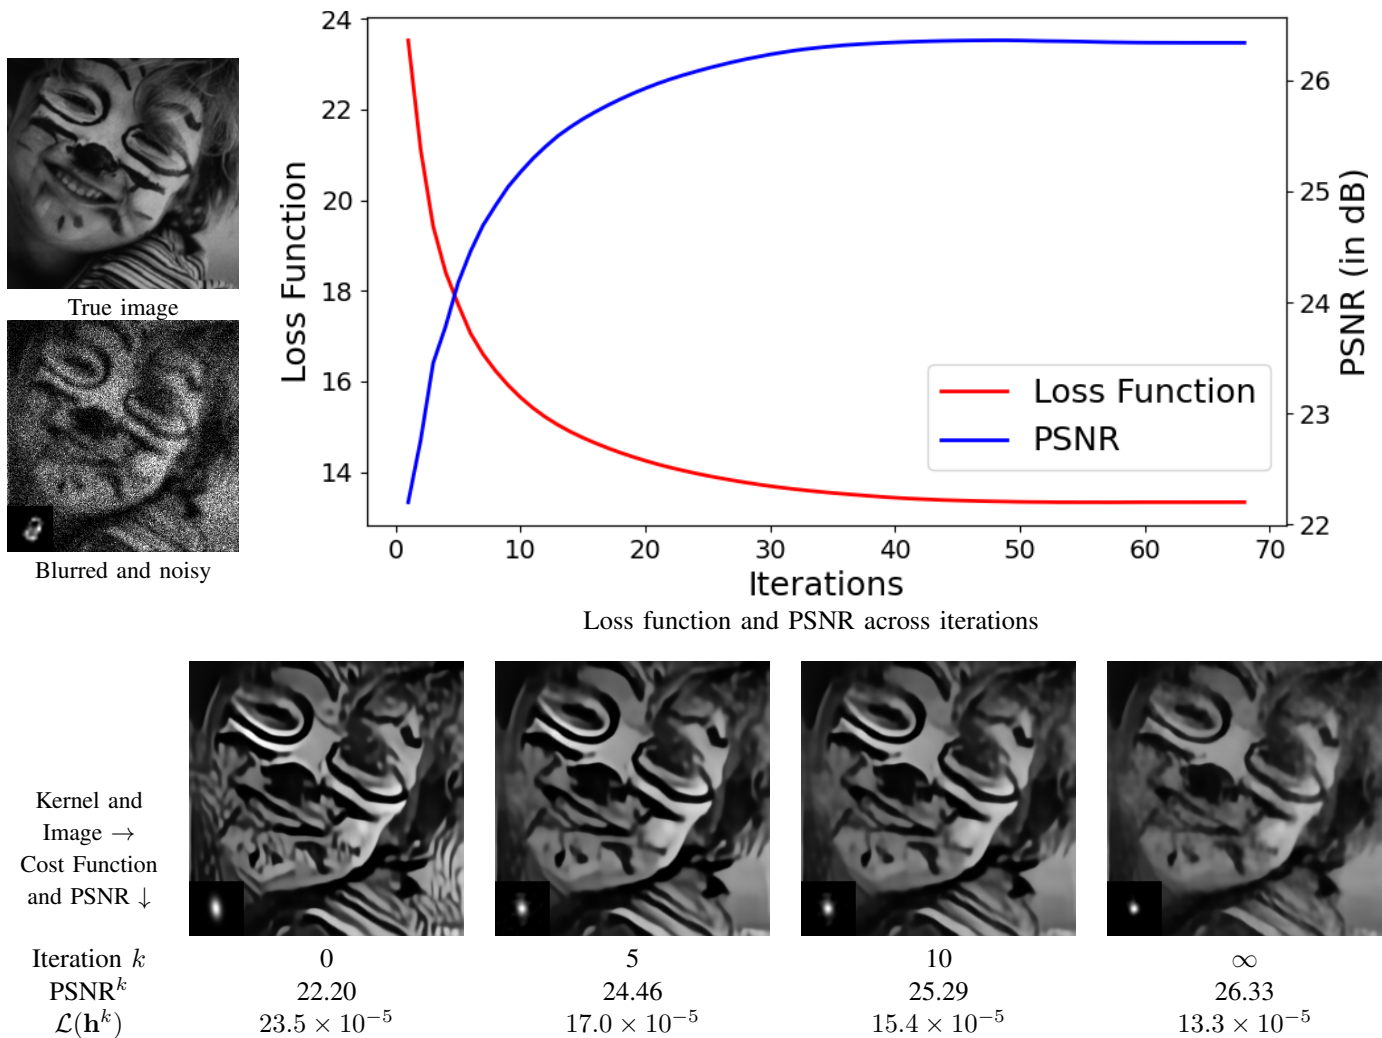 True image
Blurred and noisy
24
22
20
18
16
14
Loss Function
0
10
20
30
40
50
60
70
Iterations
26
25
24
23
22
PSNR (in dB)
Loss Function
PSNR
Loss function and PSNR across iterations
Kernel and
Image →
Cost Function
and PSNR ↓
Iteration k 0 5 10 ∞
PSNR^k 22.20 24.46 25.29 26.33
ℒ(𝐡^k) 23.5 × 10^−5 17.0 × 10^−5 15.4 × 10^−5 13.3 × 10^−5